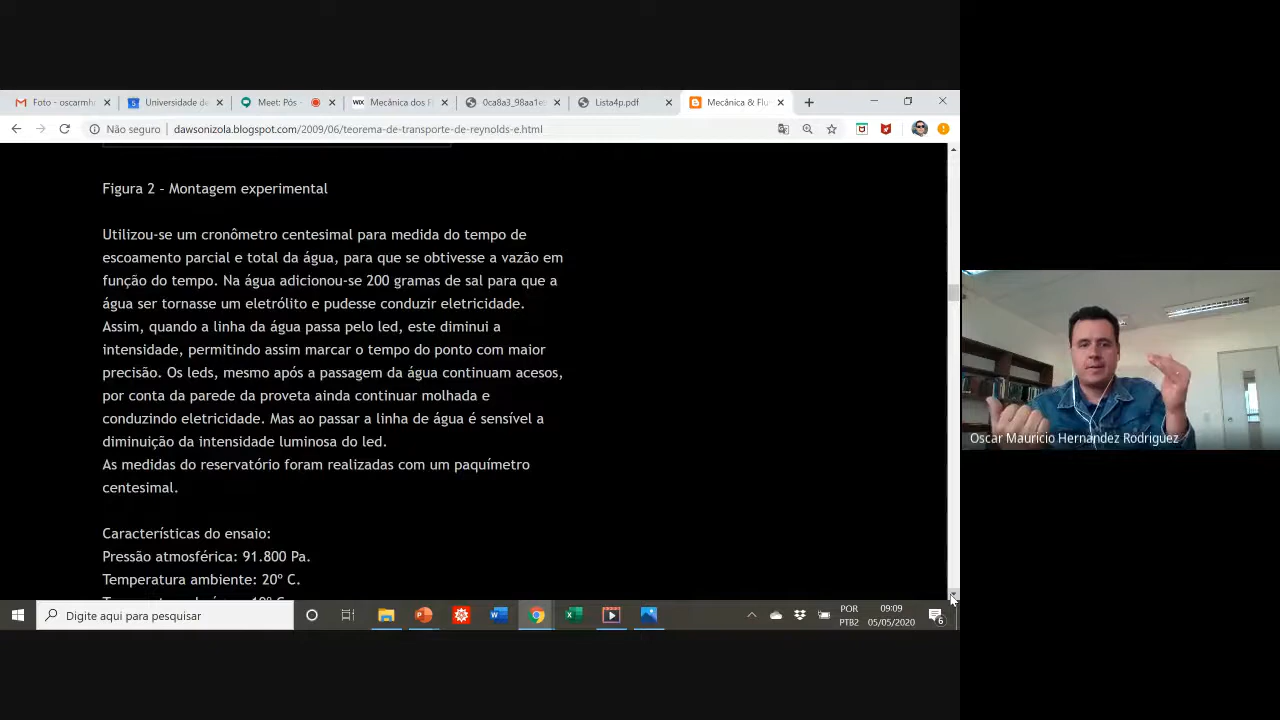 Foto - oscarmh
Universidade de
Meet: Pós -
WIX
Mecânica dos F
0ca8a3_98aa1e
Lista4p.pdf
Mecânica & Flu
Não seguro
dawsonizola.blogspot.com/2009/06/teorema-de-transporte-de-reynolds-e.html
Figura 2 – Montagem experimental
Utilizou-se um cronômetro centesimal para medida do tempo de
escoamento parcial e total da água, para que se obtivesse a vazão em
função do tempo. Na água adicionou-se 200 gramas de sal para que a
água ser tornasse um eletrólito e pudesse conduzir eletricidade.
Assim, quando a linha da água passa pelo led, este diminui a
intensidade, permitindo assim marcar o tempo do ponto com maior
precisão. Os leds, mesmo após a passagem da água continuam acesos,
por conta da parede da proveta ainda continuar molhada e
conduzindo eletricidade. Mas ao passar a linha de água é sensível a
diminuição da intensidade luminosa do led.
As medidas do reservatório foram realizadas com um paquímetro
centesimal.
Características do ensaio:
Pressão atmosférica: 91.800 Pa.
Temperatura ambiente: 20º C.
Oscar Mauricio Hernandez Rodriguez
Digite aqui para pesquisar
POR
PTB2
09:09
05/05/2020
6